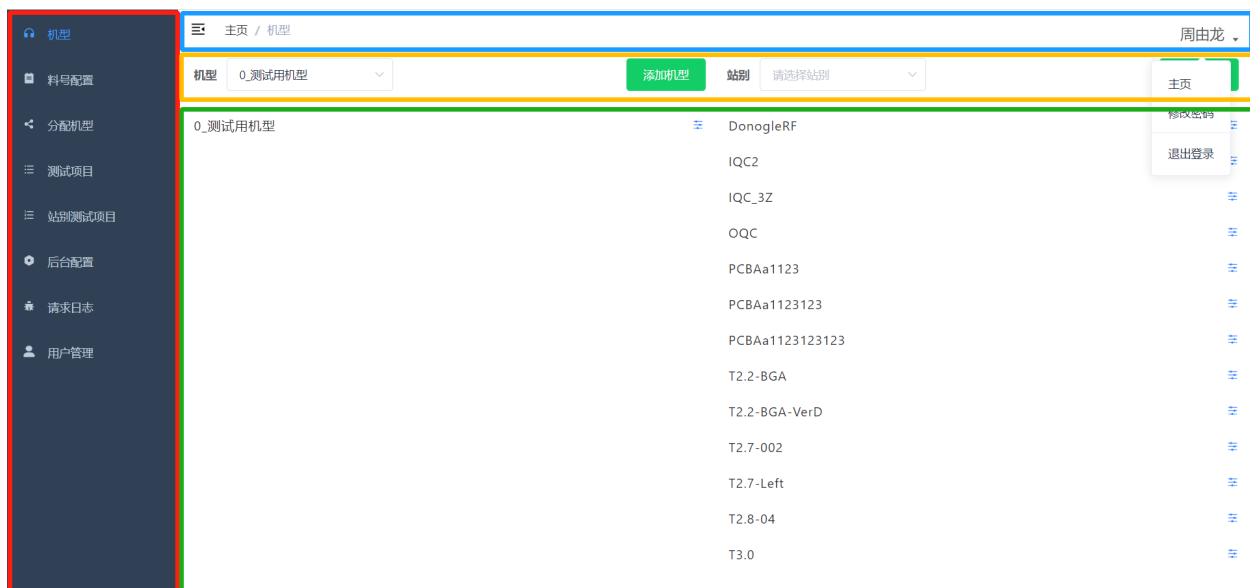 机型
料号配置
分配机型
测试项目
站别测试项目
后台配置
请求日志
用户管理
主页 / 机型
周由龙
机型 0_测试用机型 添加机型 站别 请选择站别
主页
修改密码
退出登录
0_测试用机型
DonogleRF
IQC2
IQC_3Z
OQC
PCBAa1123
PCBAa1123123
PCBAa1123123123
T2.2-BGA
T2.2-BGA-VerD
T2.7-002
T2.7-Left
T2.8-04
T3.0